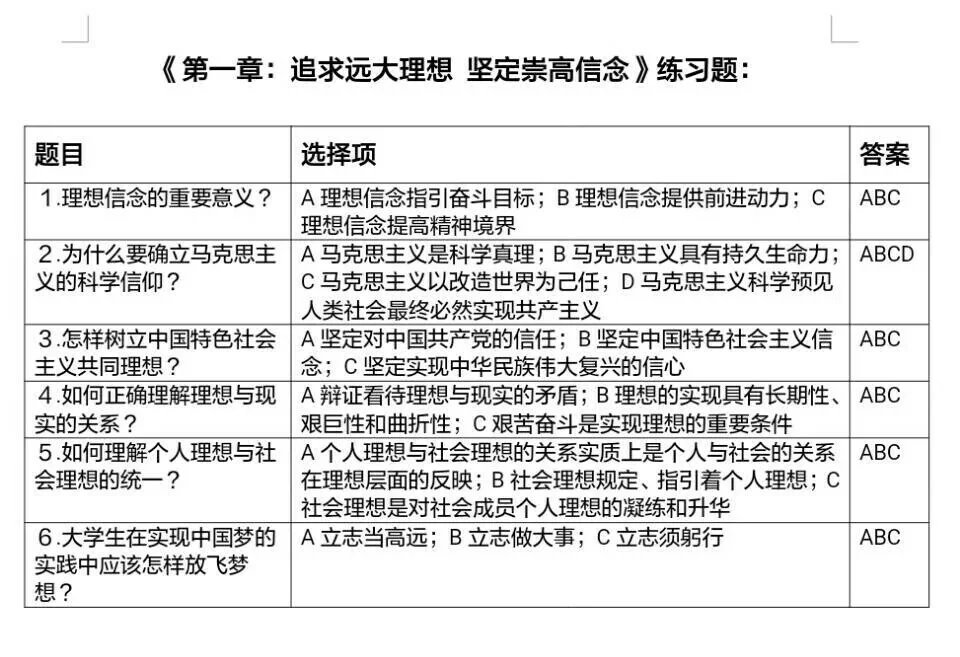 《第一章：追求远大理想 坚定崇高信念》练习题：
题目 选择项 答案
1.理想信念的重要意义？ A 理想信念指引奋斗目标；B 理想信念提供前进动力；C ABC
理想信念提高精神境界
2.为什么要确立马克思主 A 马克思主义是科学真理；B 马克思主义具有持久生命力； ABCD
义的科学信仰？ C 马克思主义以改造世界为己任；D 马克思主义科学预见
人类社会最终必然实现共产主义
3.怎样树立中国特色社会 A 坚定对中国共产党的信任；B 坚定中国特色社会主义信 ABC
主义共同理想？ 念；C 坚定实现中华民族伟大复兴的信心
4.如何正确理解理想与现 A 辩证看待理想与现实的矛盾；B 理想的实现具有长期性、 ABC
实的关系？ 艰巨性和曲折性；C 艰苦奋斗是实现理想的重要条件
5.如何理解个人理想与社 A 个人理想与社会理想的关系实质上是个人与社会的关系 ABC
会理想的统一？ 在理想层面的反映；B 社会理想规定、指引着个人理想；C
社会理想是对社会成员个人理想的凝练和升华
6.大学生在实现中国梦的 A 立志当高远；B 立志做大事；C 立志须躬行 ABC
实践中应该怎样放飞梦
想？